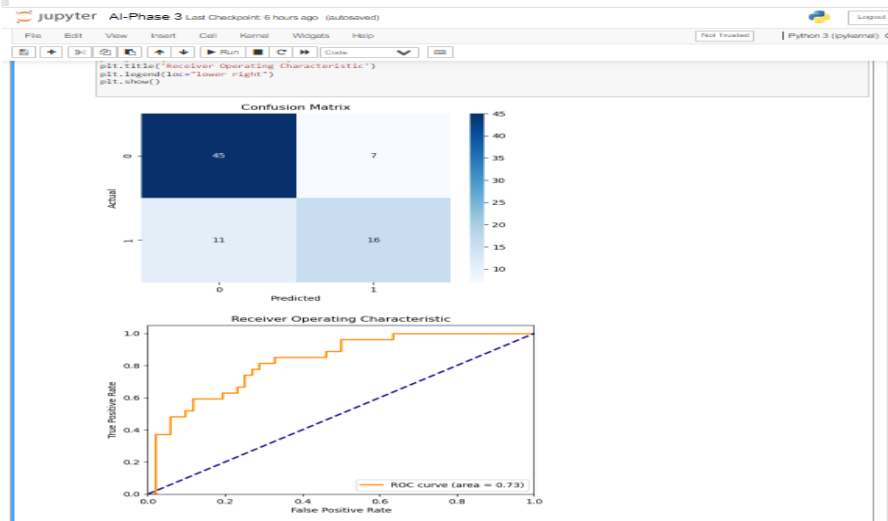 jupyter AI-Phase 3 Last Checkpoint: 6 hours ago (autosaved)
Logout
File Edit View Insert Cell Kernel Widgets Help
Not Trusted
Python 3 (ipykernel)
Run
Code
plt.title('Receiver Operating Characteristic')
plt.legend(loc="lower right")
plt.show()
Confusion Matrix
45
40
35
30
25
20
15
10
Actual
0
45
7
1
11
16
0
1
Predicted
Receiver Operating Characteristic
True Positive Rate
1.0
0.8
0.6
0.4
0.2
0.0
ROC curve (area = 0.73)
0.0 0.2 0.4 0.6 0.8 1.0
False Positive Rate